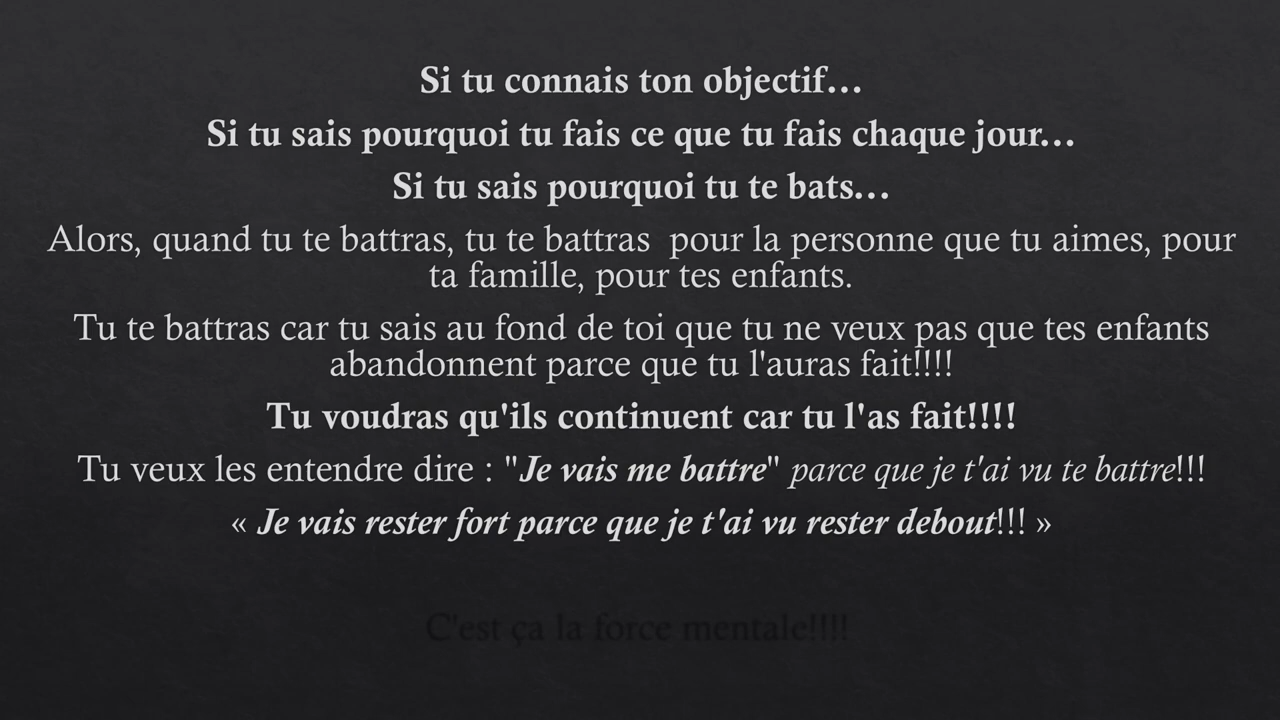 Si tu connais ton objectif…
Si tu sais pourquoi tu fais ce que tu fais chaque jour…
Si tu sais pourquoi tu te bats…
Alors, quand tu te battras, tu te battras  pour la personne que tu aimes, pour
ta famille, pour tes enfants.
Tu te battras car tu sais au fond de toi que tu ne veux pas que tes enfants
abandonnent parce que tu l'auras fait!!!!
Tu voudras qu'ils continuent car tu l'as fait!!!!
Tu veux les entendre dire : "Je vais me battre" parce que je t'ai vu te battre!!!
« Je vais rester fort parce que je t'ai vu rester debout!!! »
C'est ça la force mentale!!!!